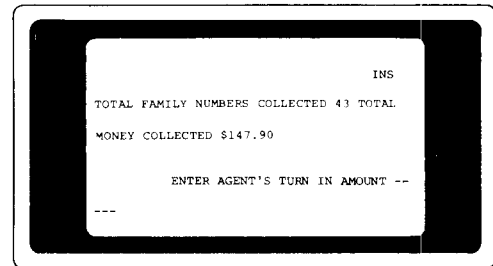 INS
TOTAL FAMILY NUMBERS COLLECTED 43 TOTAL
MONEY COLLECTED $147.90
ENTER AGENT'S TURN IN AMOUNT --
---